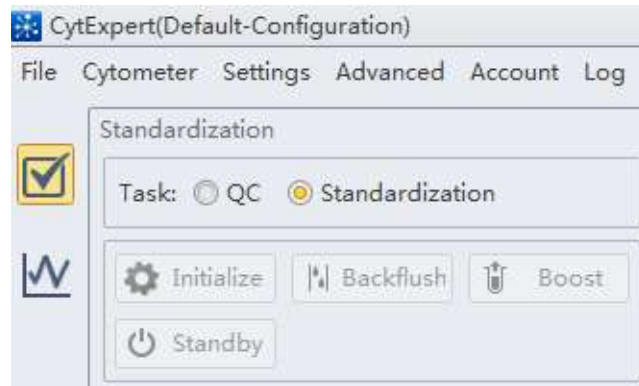 CytExpert(Default-Configuration)
File Cytometer Settings Advanced Account Log
Standardization
Task: QC Standardization
Initialize Backflush Boost
Standby